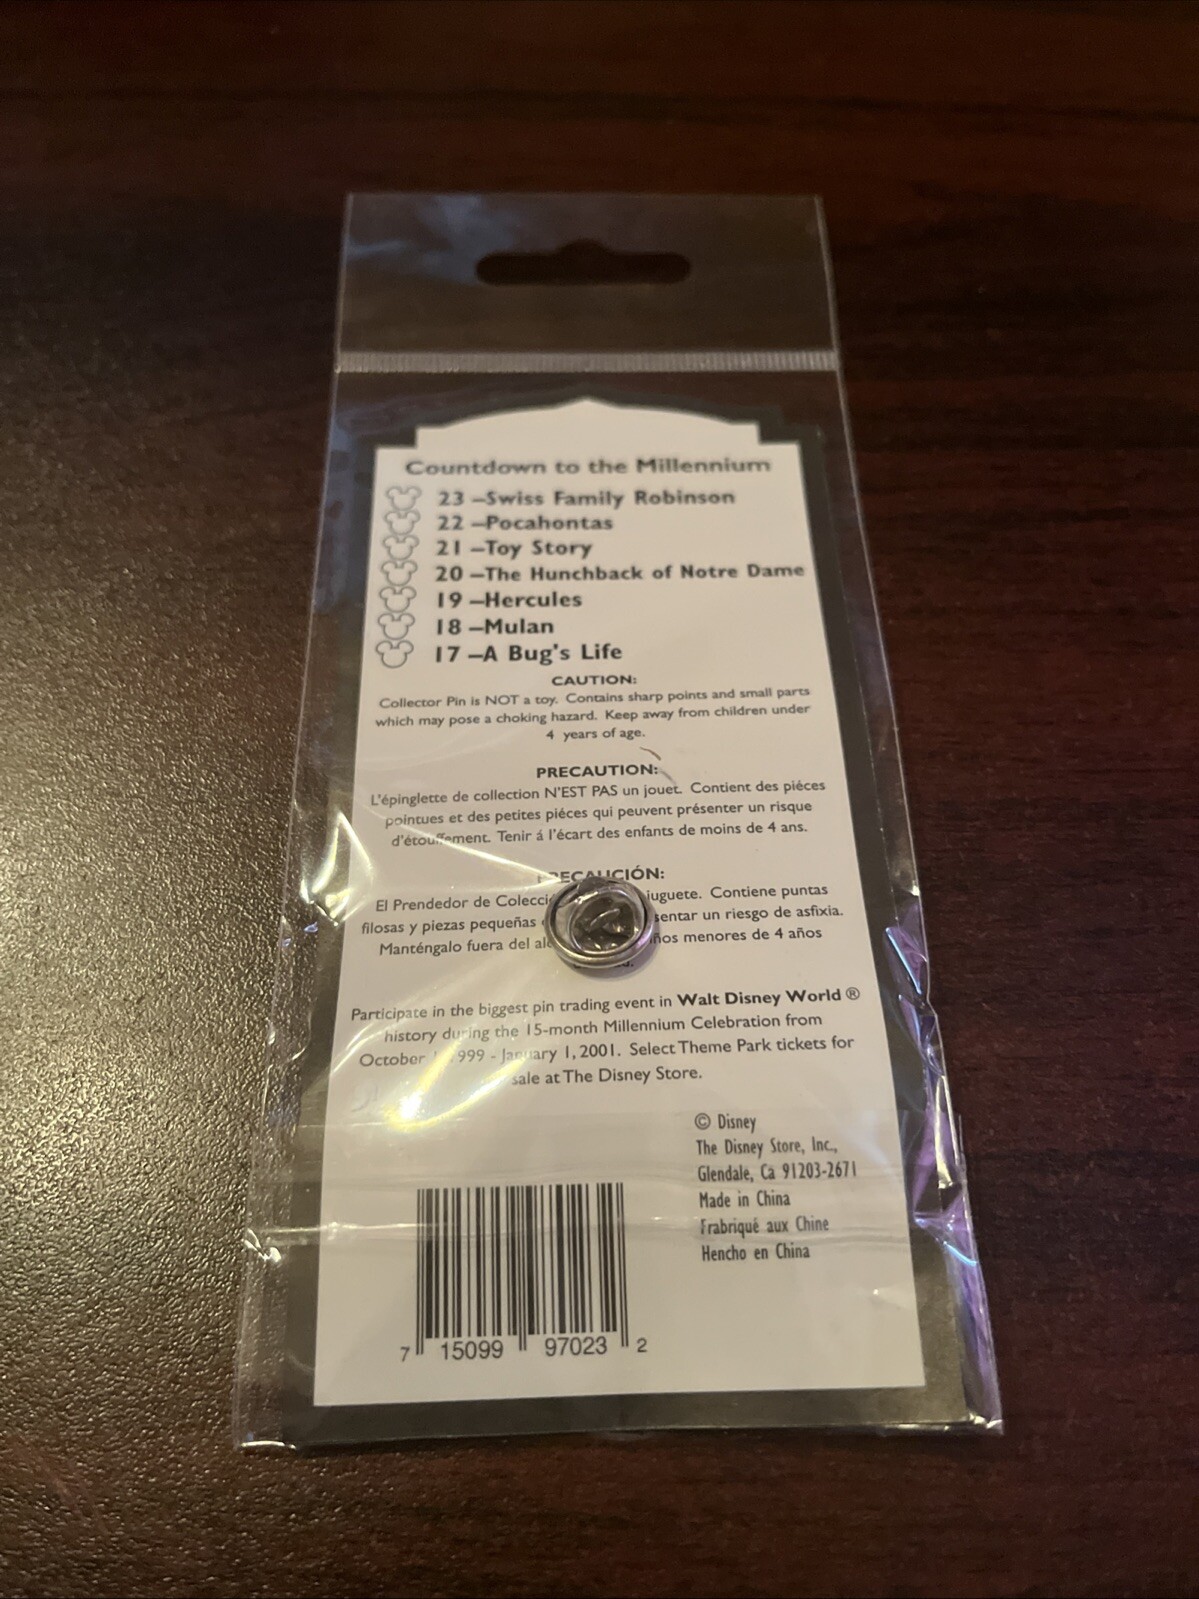 Countdown to the Millennium
23 –Swiss Family Robinson
22 –Pocahontas
21 –Toy Story
20 –The Hunchback of Notre Dame
19 –Hercules
18 –Mulan
17 –A Bug's Life
CAUTION:
Collector Pin is NOT a toy. Contains sharp points and small parts
which may pose a choking hazard. Keep away from children under
4 years of age.
PRECAUTION:
L'épinglette de collection N'EST PAS un jouet. Contient des piéces
pointues et des petites piéces qui peuvent présenter un risque
d'étouffement. Tenir á l'écart des enfants de moins de 4 ans.
PRECAUCIÓN:
El Prendedor de juguete. Contiene puntas
filosas y piezas pequeñas un riesgo de asfixia.
Manténgalo fuera del menores de 4 años
Participate in the biggest pin trading event in Walt Disney World ®
history during the 15-month Millennium Celebration from
October 1999 - January 1, 2001. Select Theme Park tickets for
sale at The Disney Store.
© Disney
The Disney Store, Inc.,
Glendale, Ca 91203-2671
Made in China
Frabriqué aux Chine
Hencho en China
7 15099 97023 2